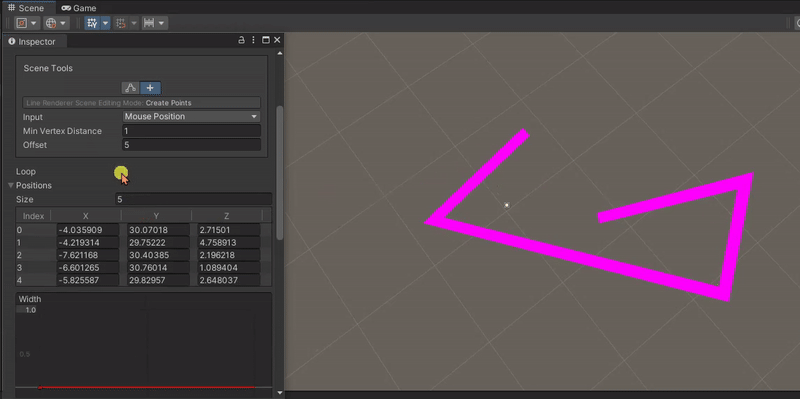 Scene Game
Inspector
Scene Tools
Line Renderer Scene Editing Mode: Create Points
Input Mouse Position
Min Vertex Distance 1
Offset 5
Loop
Positions
Size 5
Index X Y Z
0 -4.035909 30.07018 2.71501
1 -4.219314 29.75222 4.758913
2 -7.621168 30.40385 2.196218
3 -6.601265 30.76014 1.089404
4 -5.825587 29.82957 2.648037
Width
1.0
-0.5